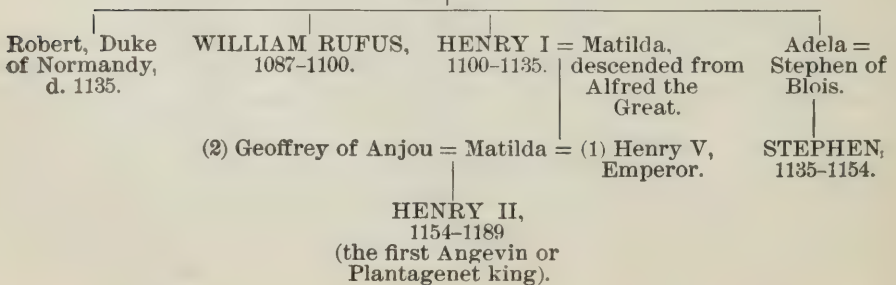 Robert, Duke
of Normandy,
d. 1135.
WILLIAM RUFUS,
1087–1100.
HENRY I = Matilda,
1100–1135. descended from
Alfred the
Great.
Adela =
Stephen of
Blois.
(2) Geoffrey of Anjou = Matilda = (1) Henry V,
Emperor.
STEPHEN,
1135–1154.
HENRY II,
1154–1189
(the first Angevin or
Plantagenet king).